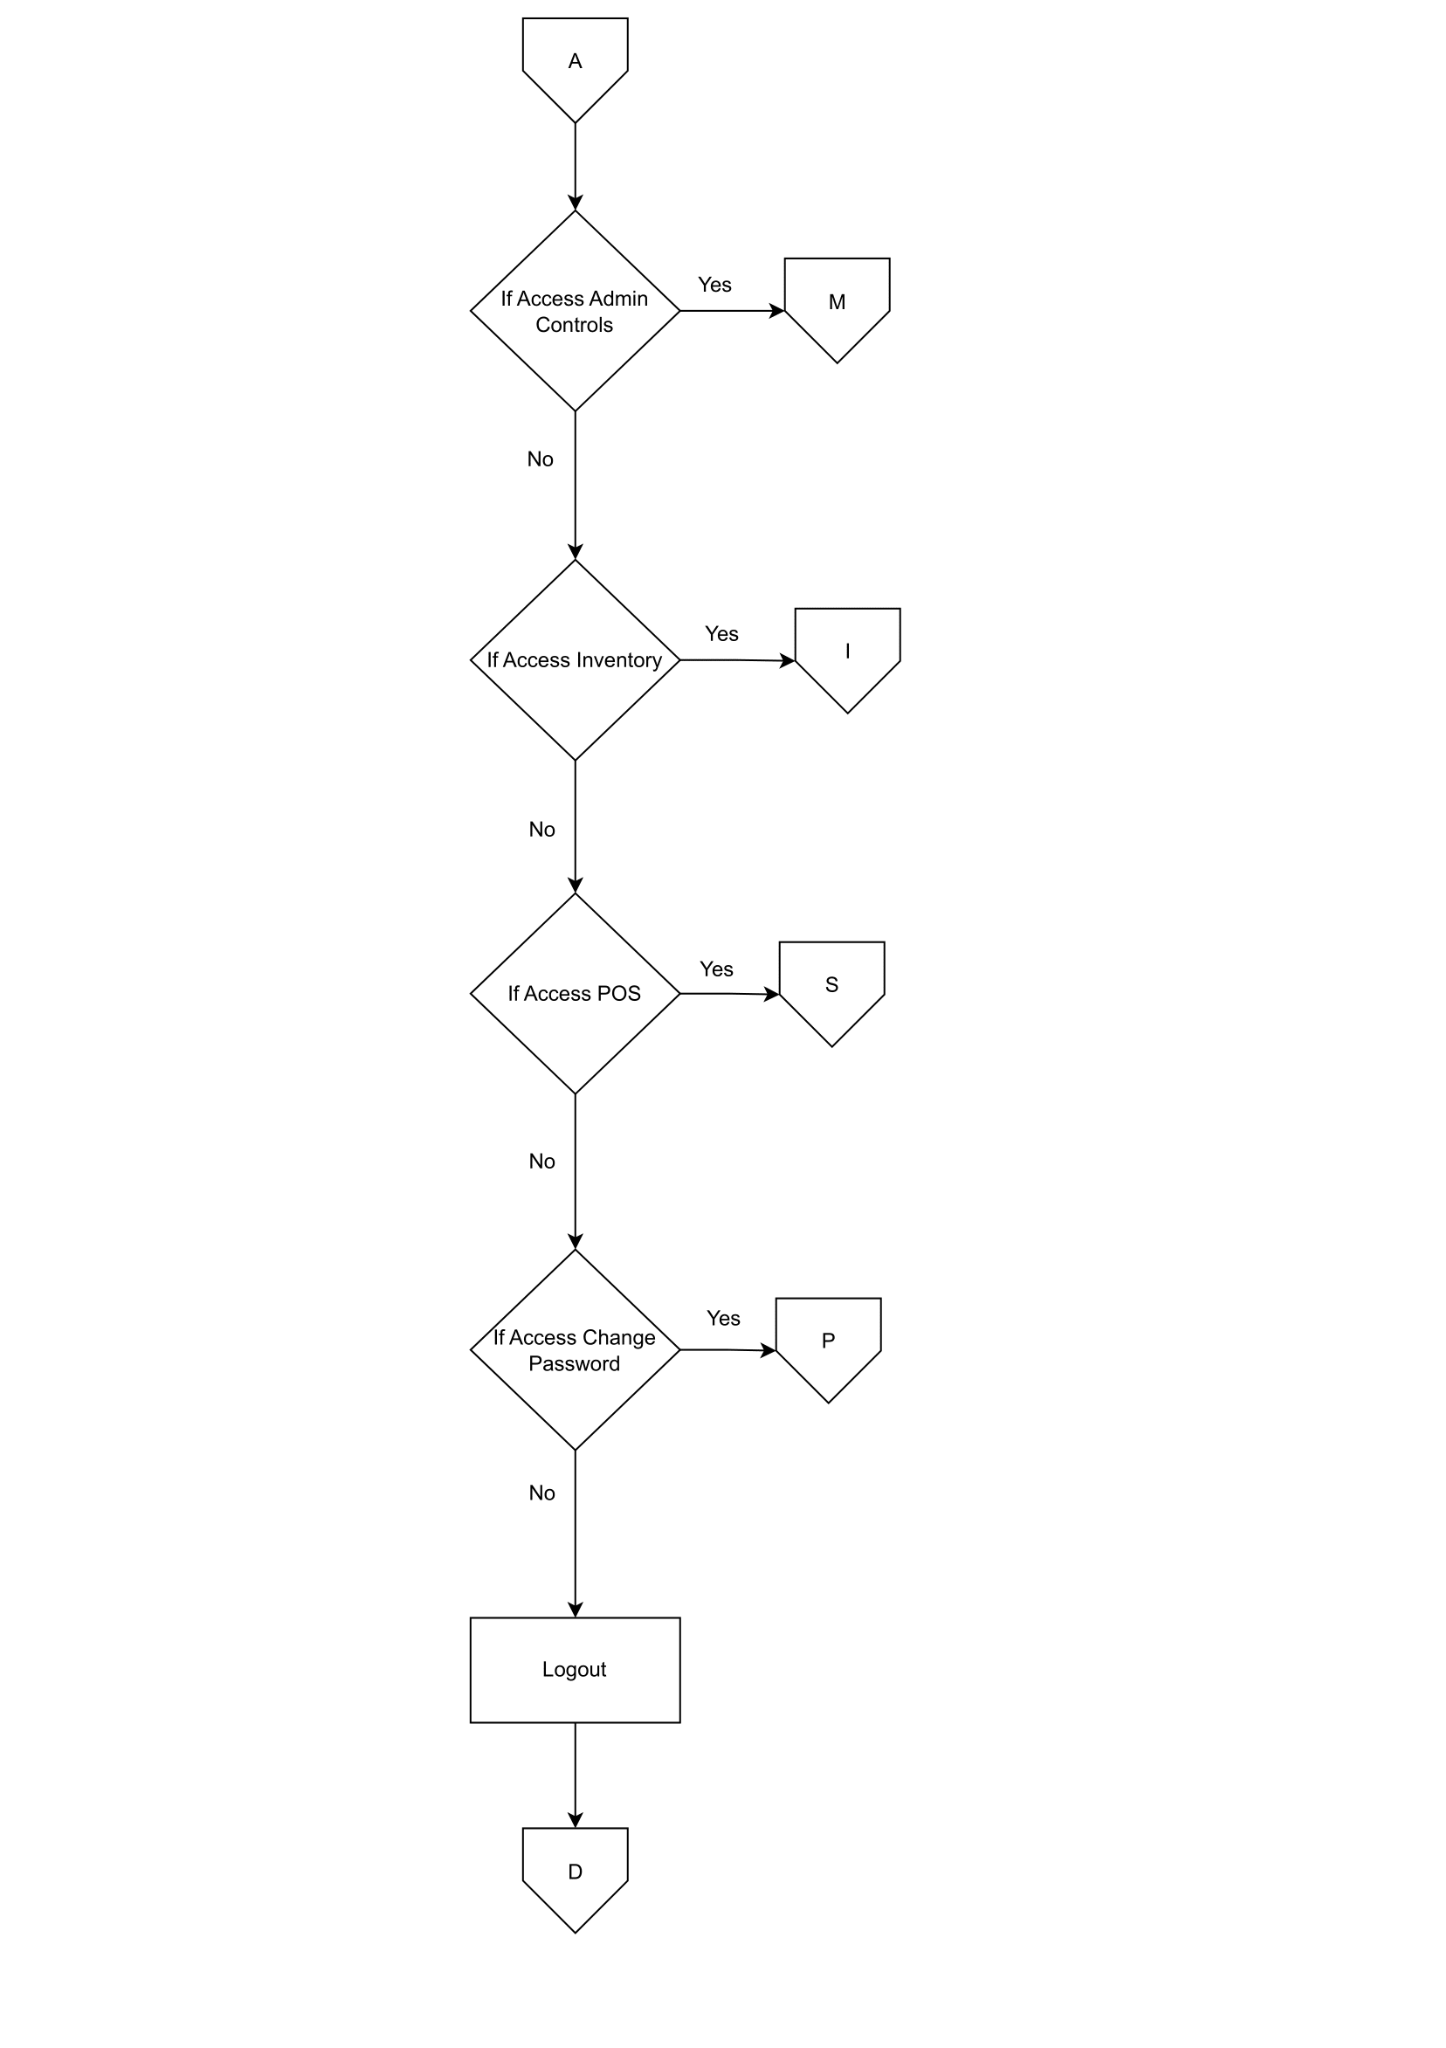 A
If Access Admin
Controls
Yes
M
No
If Access Inventory
Yes
I
No
If Access POS
Yes
S
No
If Access Change
Password
Yes
P
No
Logout
D